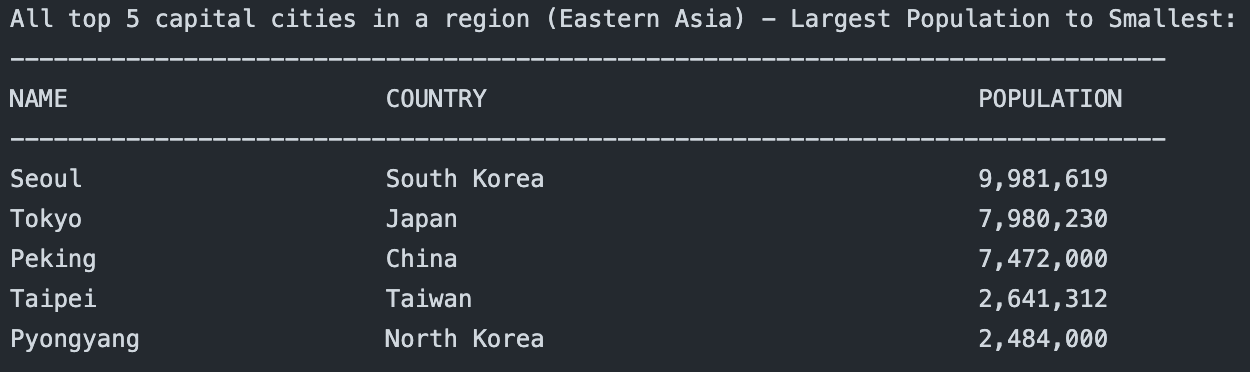 All top 5 capital cities in a region (Eastern Asia) - Largest Population to Smallest:
--------------------------------------------------------------------------------
NAME COUNTRY POPULATION
--------------------------------------------------------------------------------
Seoul South Korea 9,981,619
Tokyo Japan 7,980,230
Peking China 7,472,000
Taipei Taiwan 2,641,312
Pyongyang North Korea 2,484,000